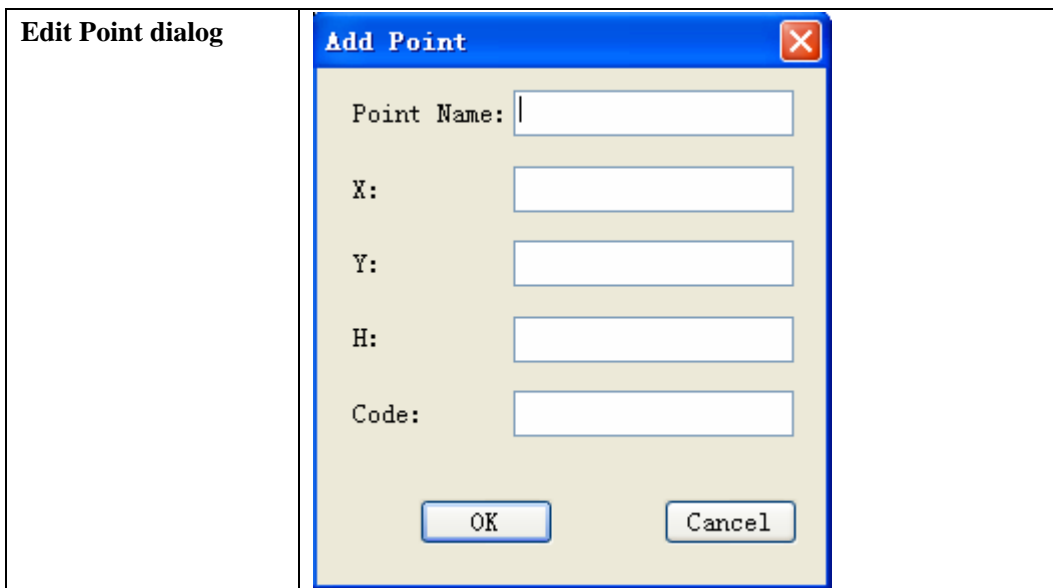 Edit Point dialog
Add Point
Point Name:
X:
Y:
H:
Code:
OK
Cancel